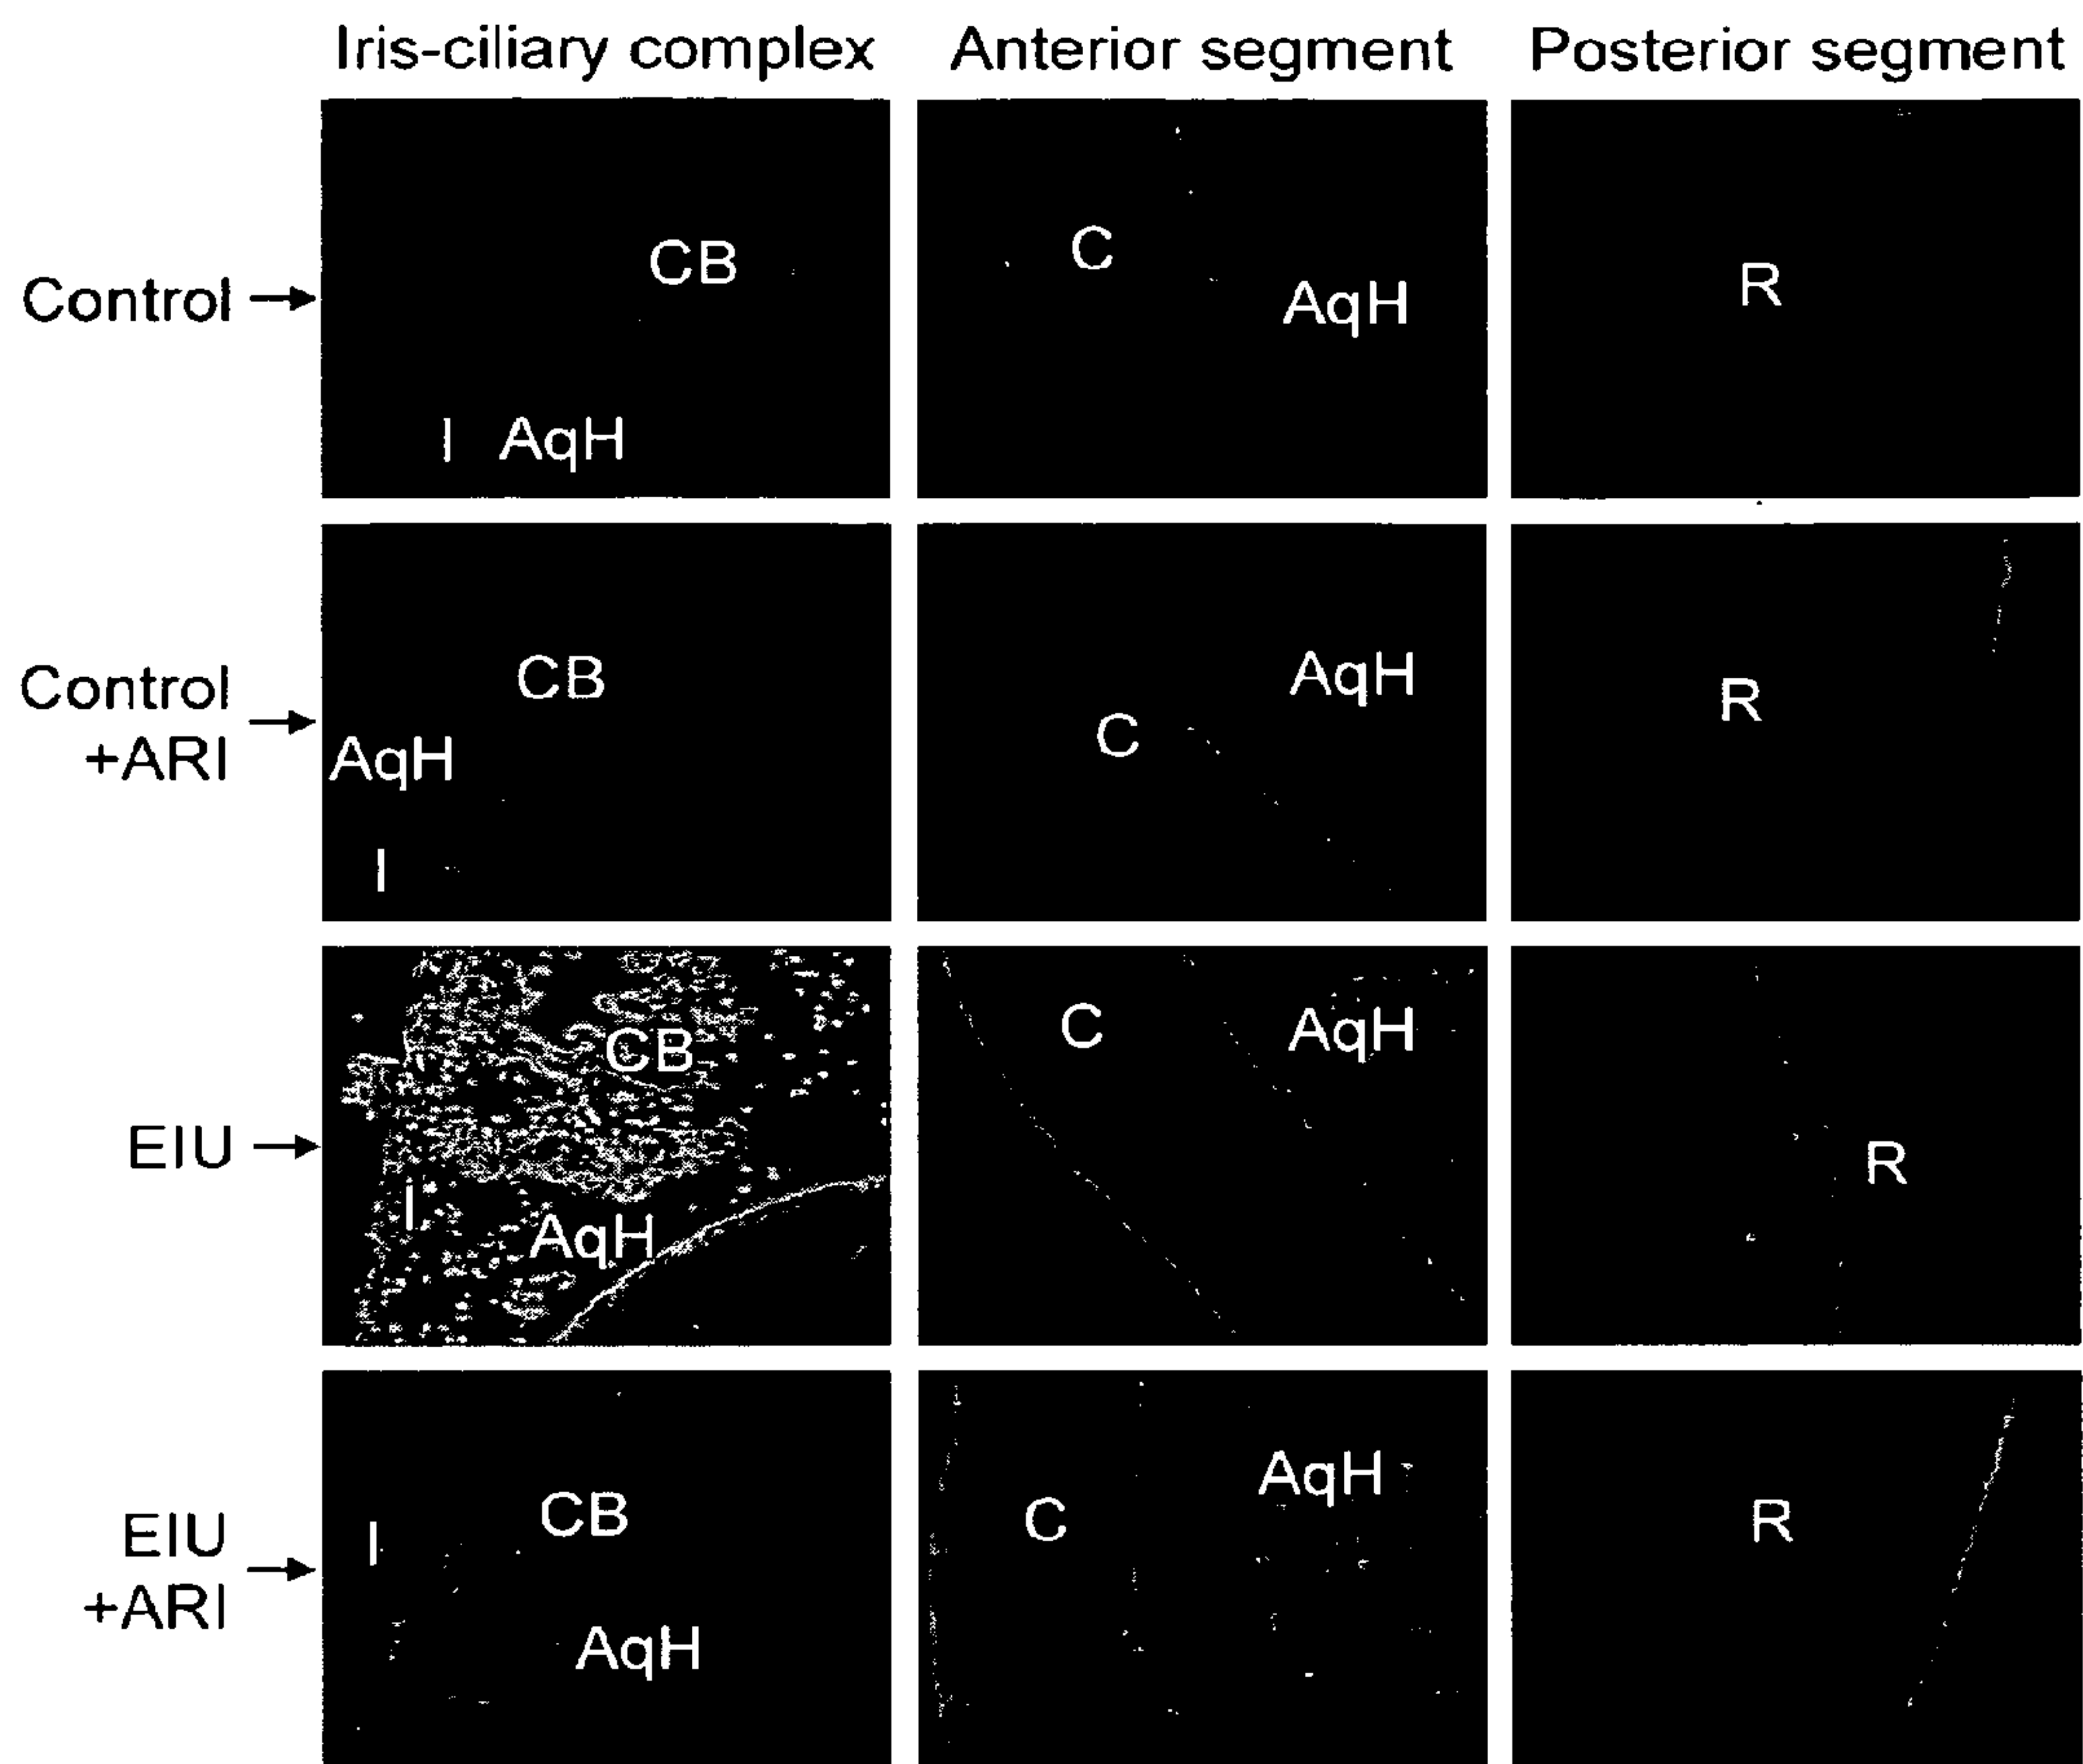 Iris-ciliary complex Anterior segment Posterior segment
Control
CB
I AqH
C
AqH
R
Control
+ARI
CB
AqH
I
AqH
C
R
EIU
CB
I
AqH
C AqH
R
EIU
+ARI
CB
I
AqH
AqH
C
R